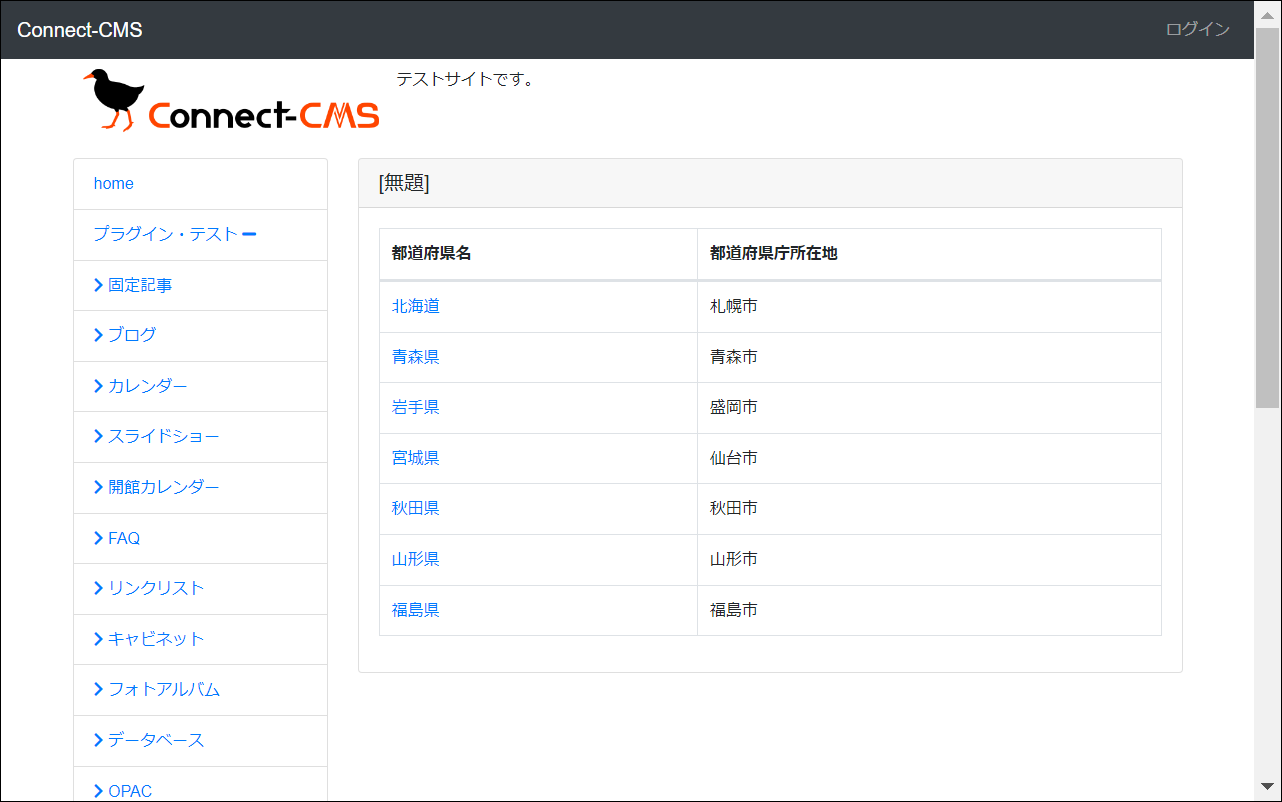 Connect-CMS ログイン
Connect-CMS
テストサイトです。
home
プラグイン・テスト
固定記事
ブログ
カレンダー
スライドショー
開館カレンダー
FAQ
リンクリスト
キャビネット
フォトアルバム
データベース
OPAC
[無題]
都道府県名 都道府県庁所在地
北海道 札幌市
青森県 青森市
岩手県 盛岡市
宮城県 仙台市
秋田県 秋田市
山形県 山形市
福島県 福島市